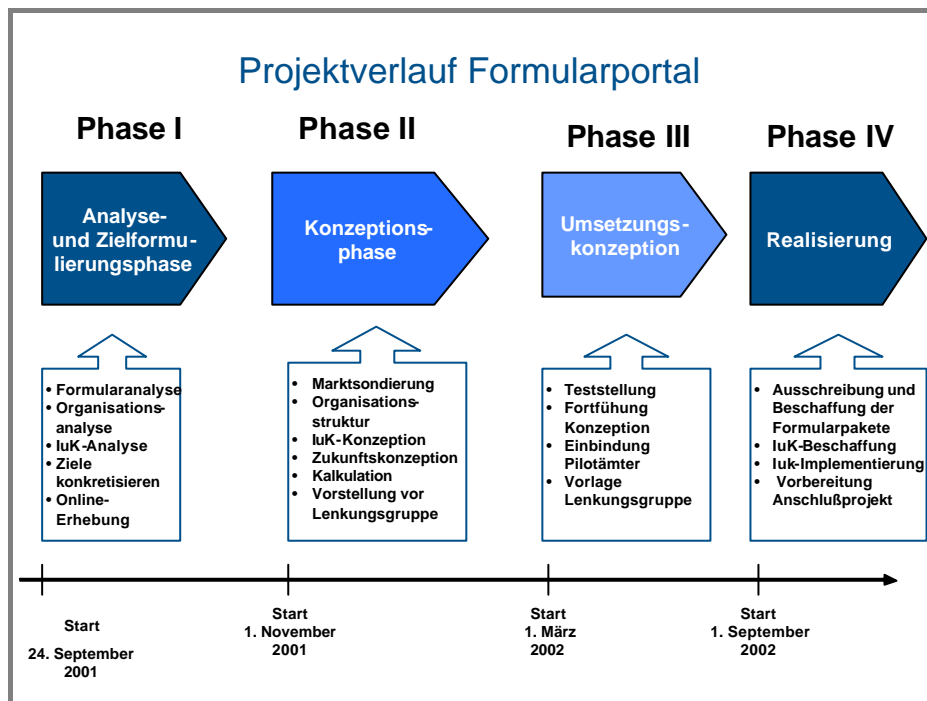 Projektverlauf Formularportal
Phase I
Phase II
Phase III
Phase IV
Analyse-
und Zielformu-
lierungsphase
Konzeptions-
phase
Umsetzungs-
konzeption
Realisierung
• Formularanalyse
• Organisations-
analyse
• IuK-Analyse
• Ziele
konkretisieren
• Online-
Erhebung
• Marktsondierung
• Organisations-
struktur
• IuK-Konzeption
• Zukunftskonzeption
• Kalkulation
• Vorstellung vor
Lenkungsgruppe
• Teststellung
• Fortfühung
Konzeption
• Einbindung
Pilotämter
• Vorlage
Lenkungsgruppe
• Ausschreibung und
Beschaffung der
Formularpakete
• IuK-Beschaffung
• Iuk-Implementierung
• Vorbereitung
Anschlußprojekt
Start
24. September
2001
Start
1. November
2001
Start
1. März
2002
Start
1. September
2002